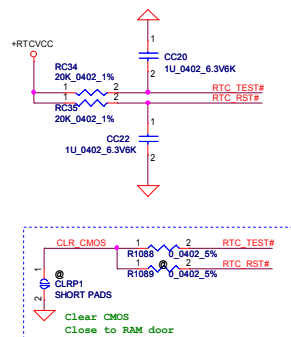 1
+RTCVCC
CC20
1U_0402_6.3V6K
RC34
20K_0402_1%
2
1 2 RTC_TEST#
1 2 RTC_RST#
RC35
20K_0402_1%
1
CC22
1U_0402_6.3V6K
2
CLR_CMOS 1 2 RTC_TEST#
R1088 0_0402_5%
1 @ 2 RTC_RST#
R1089 0_0402_5%
1
@
CLRP1
2
SHORT PADS
Clear CMOS
Close to RAM door